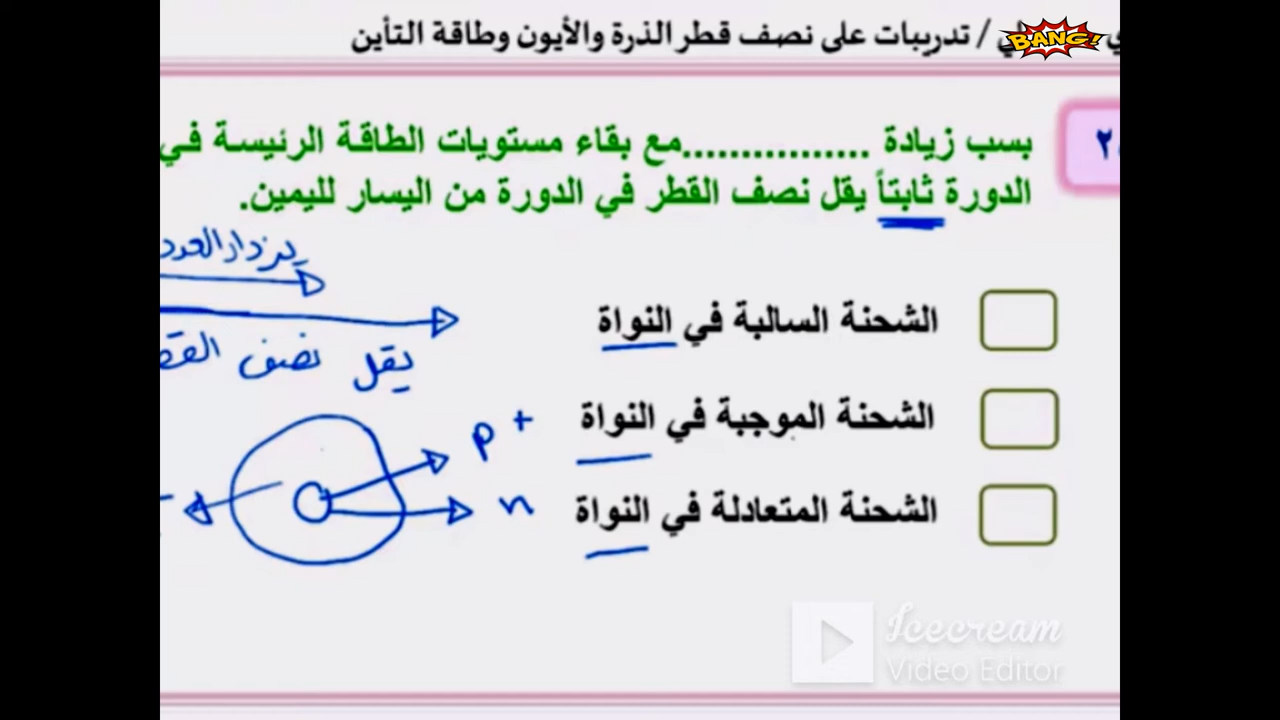 / تدريبات على نصف قطر الذرة والأيون وطاقة التأين
BANG!
بسب زيادة ................مع بقاء مستويات الطاقة الرئيسة في
الدورة ثابتاً يقل نصف القطر في الدورة من اليسار لليمين.
يزداد العدد
الشحنة السالبة في النواة
يقل نصف
الشحنة الموجبة في النواة
p +
الشحنة المتعادلة في النواة
n
-
Icecream
Video Editor